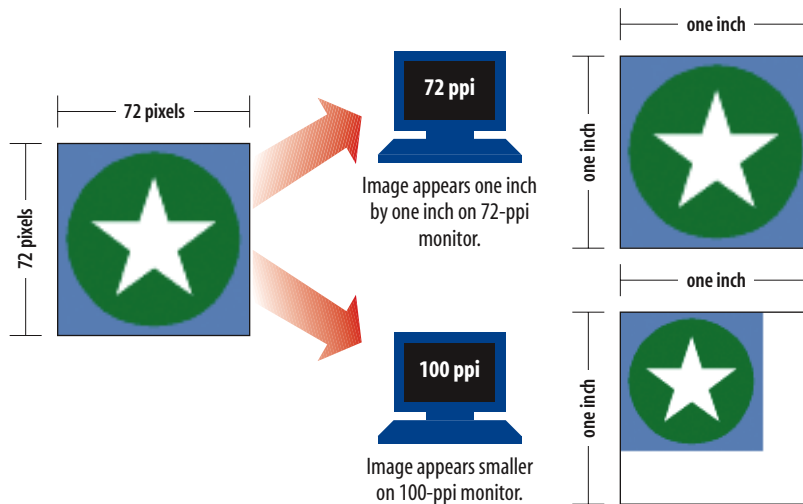 72 pixels
72 pixels
72 ppi
Image appears one inch
by one inch on 72-ppi
monitor.
one inch
one inch
100 ppi
Image appears smaller
on 100-ppi monitor.
one inch
one inch